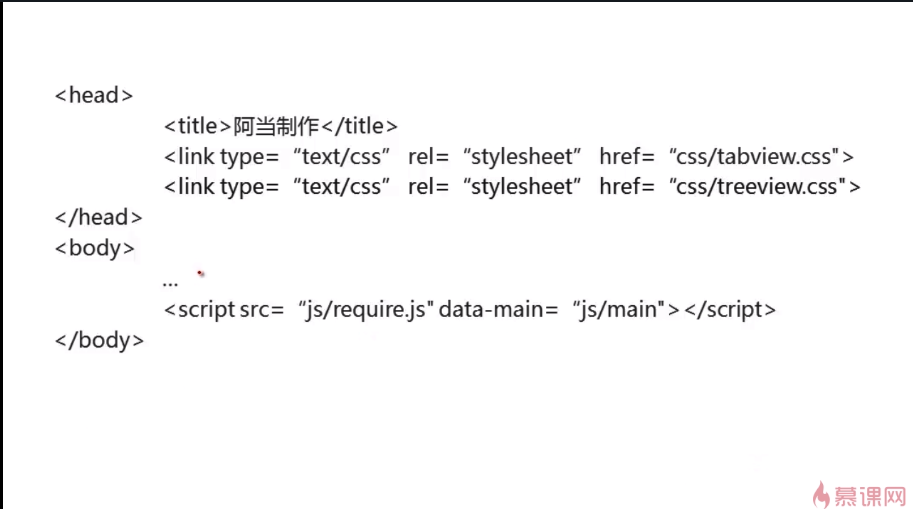 <head>
<title>阿当制作</title>
<link type= “text/css” rel= “stylesheet” href= “css/tabview.css">
<link type= “text/css” rel= “stylesheet” href= “css/treeview.css">
</head>
<body>
...
<script src= “js/require.js" data-main= “js/main"></script>
</body>
慕课网